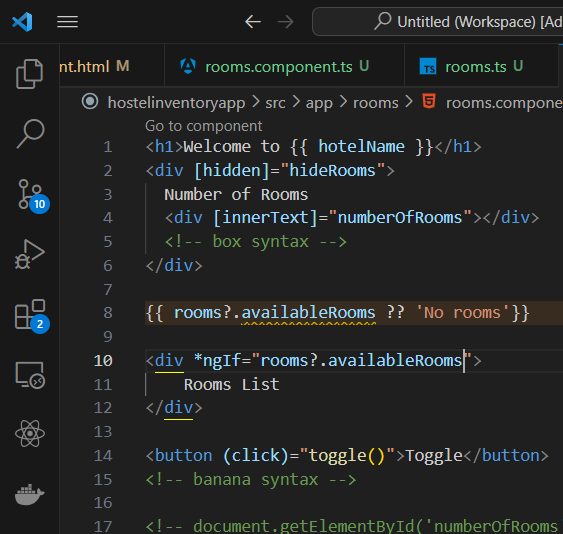 Untitled (Workspace) [Ad
nt.html M
rooms.component.ts U
TS rooms.ts U
hostelinventoryapp > src > app > rooms > rooms.compone
Go to component
1 <h1>Welcome to {{ hotelName }}</h1>
2 <div [hidden]="hideRooms">
3 Number of Rooms
4 <div [innerText]="numberOfRooms"></div>
5 <!-- box syntax -->
6 </div>
7
8 {{ rooms?.availableRooms ?? 'No rooms'}}
9
10 <div *ngIf="rooms?.availableRooms">
11 Rooms List
12 </div>
13
14 <button (click)="toggle()">Toggle</button>
15 <!-- banana syntax -->
16
17 <!-- document.getElementById('numberOfRooms
10
2